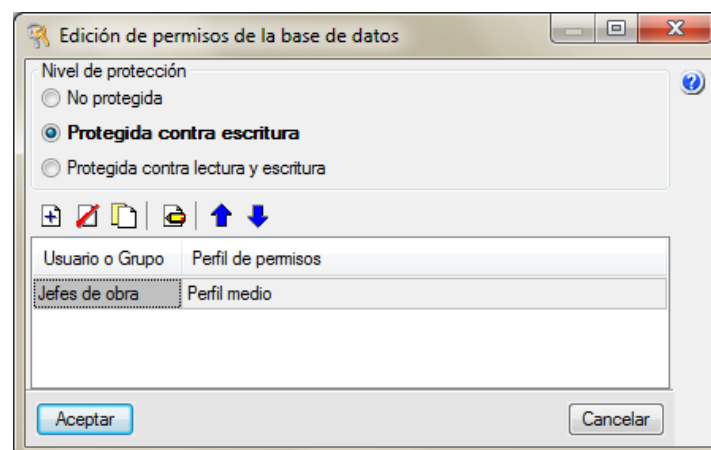 Edición de permisos de la base de datos
Nivel de protección
No protegida
Protegida contra escritura
Protegida contra lectura y escritura
Usuario o Grupo Perfil de permisos
Jefes de obra Perfil medio
Aceptar Cancelar